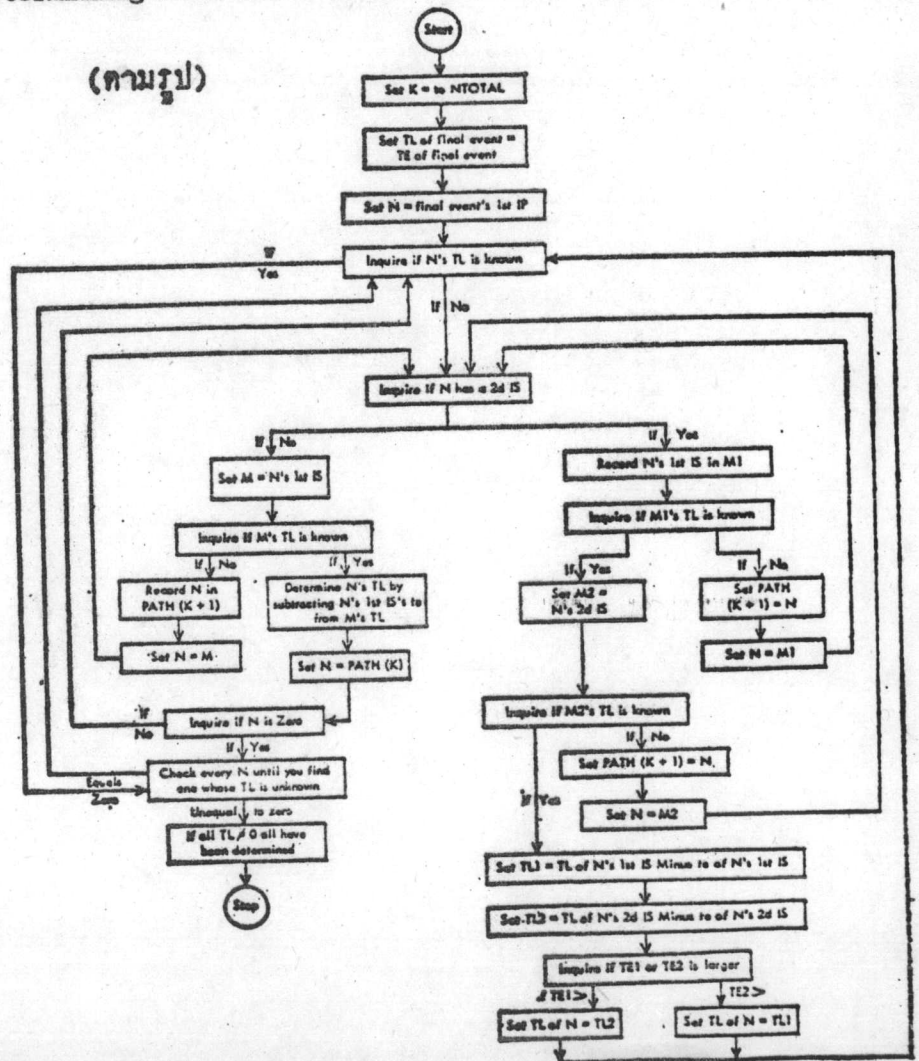 Start
(ตามรูป)
Set K = to NTOTAL
Set TL of final event =
TE of final event
Set N = final event's 1st IP
If
Yes
Inquire if N's TL is known
If No
Inquire if N has a 2d IS
If No
If Yes
Set M = N's 1st IS
Record N's 1st IS in M1
Inquire if M's TL is known
Inquire if M1's TL is known
If No
If Yes
If Yes
If No
Record N in
PATH (K + 1)
Determine N's TL by
subtracting N's 1st IS's to
from M's TL
Set M2 =
N's 2d IS
Set PATH
(K + 1) = N
Set N = M
Set N = PATH (K)
Set N = M1
If
No
Inquire if N is Zero
Inquire if M2's TL is known
If Yes
If No
Equals
Zero
Check every N until you find
one whose TL is unknown
Set PATH (K + 1) = N
If Yes
Unequal to zero
Set N = M2
If all TL ≠ 0 all have
been determined
Stop
Set TL1 = TL of N's 1st IS Minus to of N's 1st IS
Set TL2 = TL of N's 2d IS Minus to of N's 2d IS
Inquire if TE1 or TE2 is larger
If TE1 >
TE2 >
Set TL of N = TL2
Set TL of N = TL1